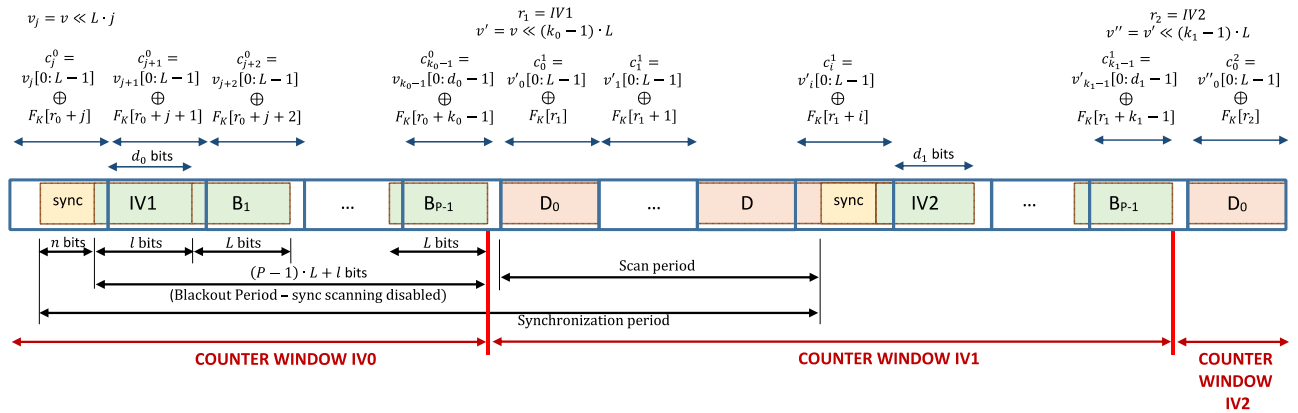 v_j = v ≪ L · j
r_1 = IV1
v' = v ≪ (k_0 − 1) · L
r_2 = IV2
v'' = v' ≪ (k_1 − 1) · L
c_j^0 =
v_j[0: L − 1]
⊕
F_K[r_0 + j]
c_{j+1}^0 =
v_{j+1}[0: L − 1]
⊕
F_K[r_0 + j + 1]
c_{j+2}^0 =
v_{j+2}[0: L − 1]
⊕
F_K[r_0 + j + 2]
c_{k_0−1}^0 =
v_{k_0−1}[0: d_0 − 1]
⊕
F_K[r_0 + k_0 − 1]
c_0^1 =
v'_0[0: L − 1]
⊕
F_K[r_1]
c_1^1 =
v'_1[0: L − 1]
⊕
F_K[r_1 + 1]
c_i^1 =
v'_i[0: L − 1]
⊕
F_K[r_1 + i]
c_{k_1−1}^1 =
v'_{k_1−1}[0: d_1 − 1]
⊕
F_K[r_1 + k_1 − 1]
c_0^2 =
v''_0[0: L − 1]
⊕
F_K[r_2]
d_0 bits
d_1 bits
sync IV1 B_1 ... B_{P-1} D_0 ... D sync IV2 ... B_{P-1} D_0
n bits l bits L bits L bits
(P − 1) · L + l bits
(Blackout Period – sync scanning disabled)
Scan period
Synchronization period
COUNTER WINDOW IV0
COUNTER WINDOW IV1
COUNTER
WINDOW
IV2